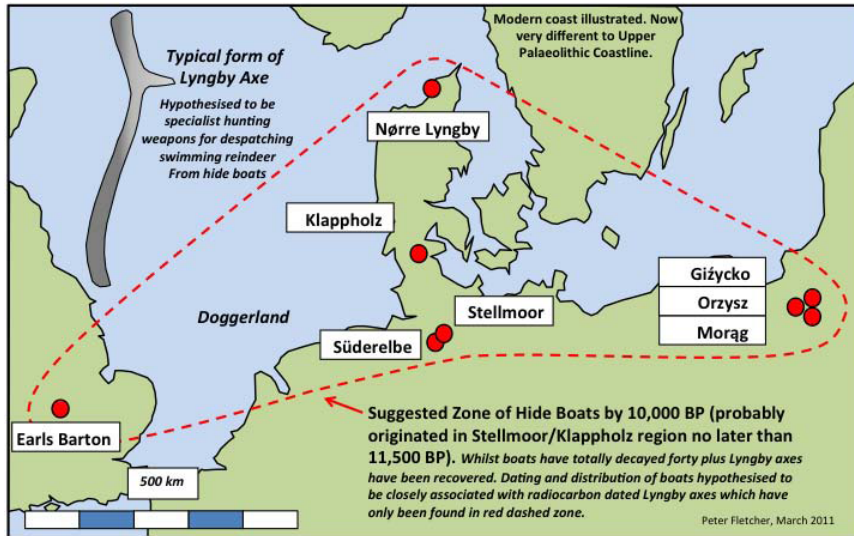 Typical form of
Lyngby Axe
Hypothesised to be
specialist hunting
weapons for despatching
swimming reindeer
From hide boats
Modern coast illustrated. Now
very different to Upper
Palaeolithic Coastline.
Nørre Lyngby
Klappholz
Doggerland
Süderelbe
Stellmoor
Giźycko
Orzysz
Morąg
Earls Barton
500 km
Suggested Zone of Hide Boats by 10,000 BP (probably
originated in Stellmoor/Klappholz region no later than
11,500 BP). Whilst boats have totally decayed forty plus Lyngby axes
have been recovered. Dating and distribution of boats hypothesised to
be closely associated with radiocarbon dated Lyngby axes which have
only been found in red dashed zone.
Peter Fletcher, March 2011